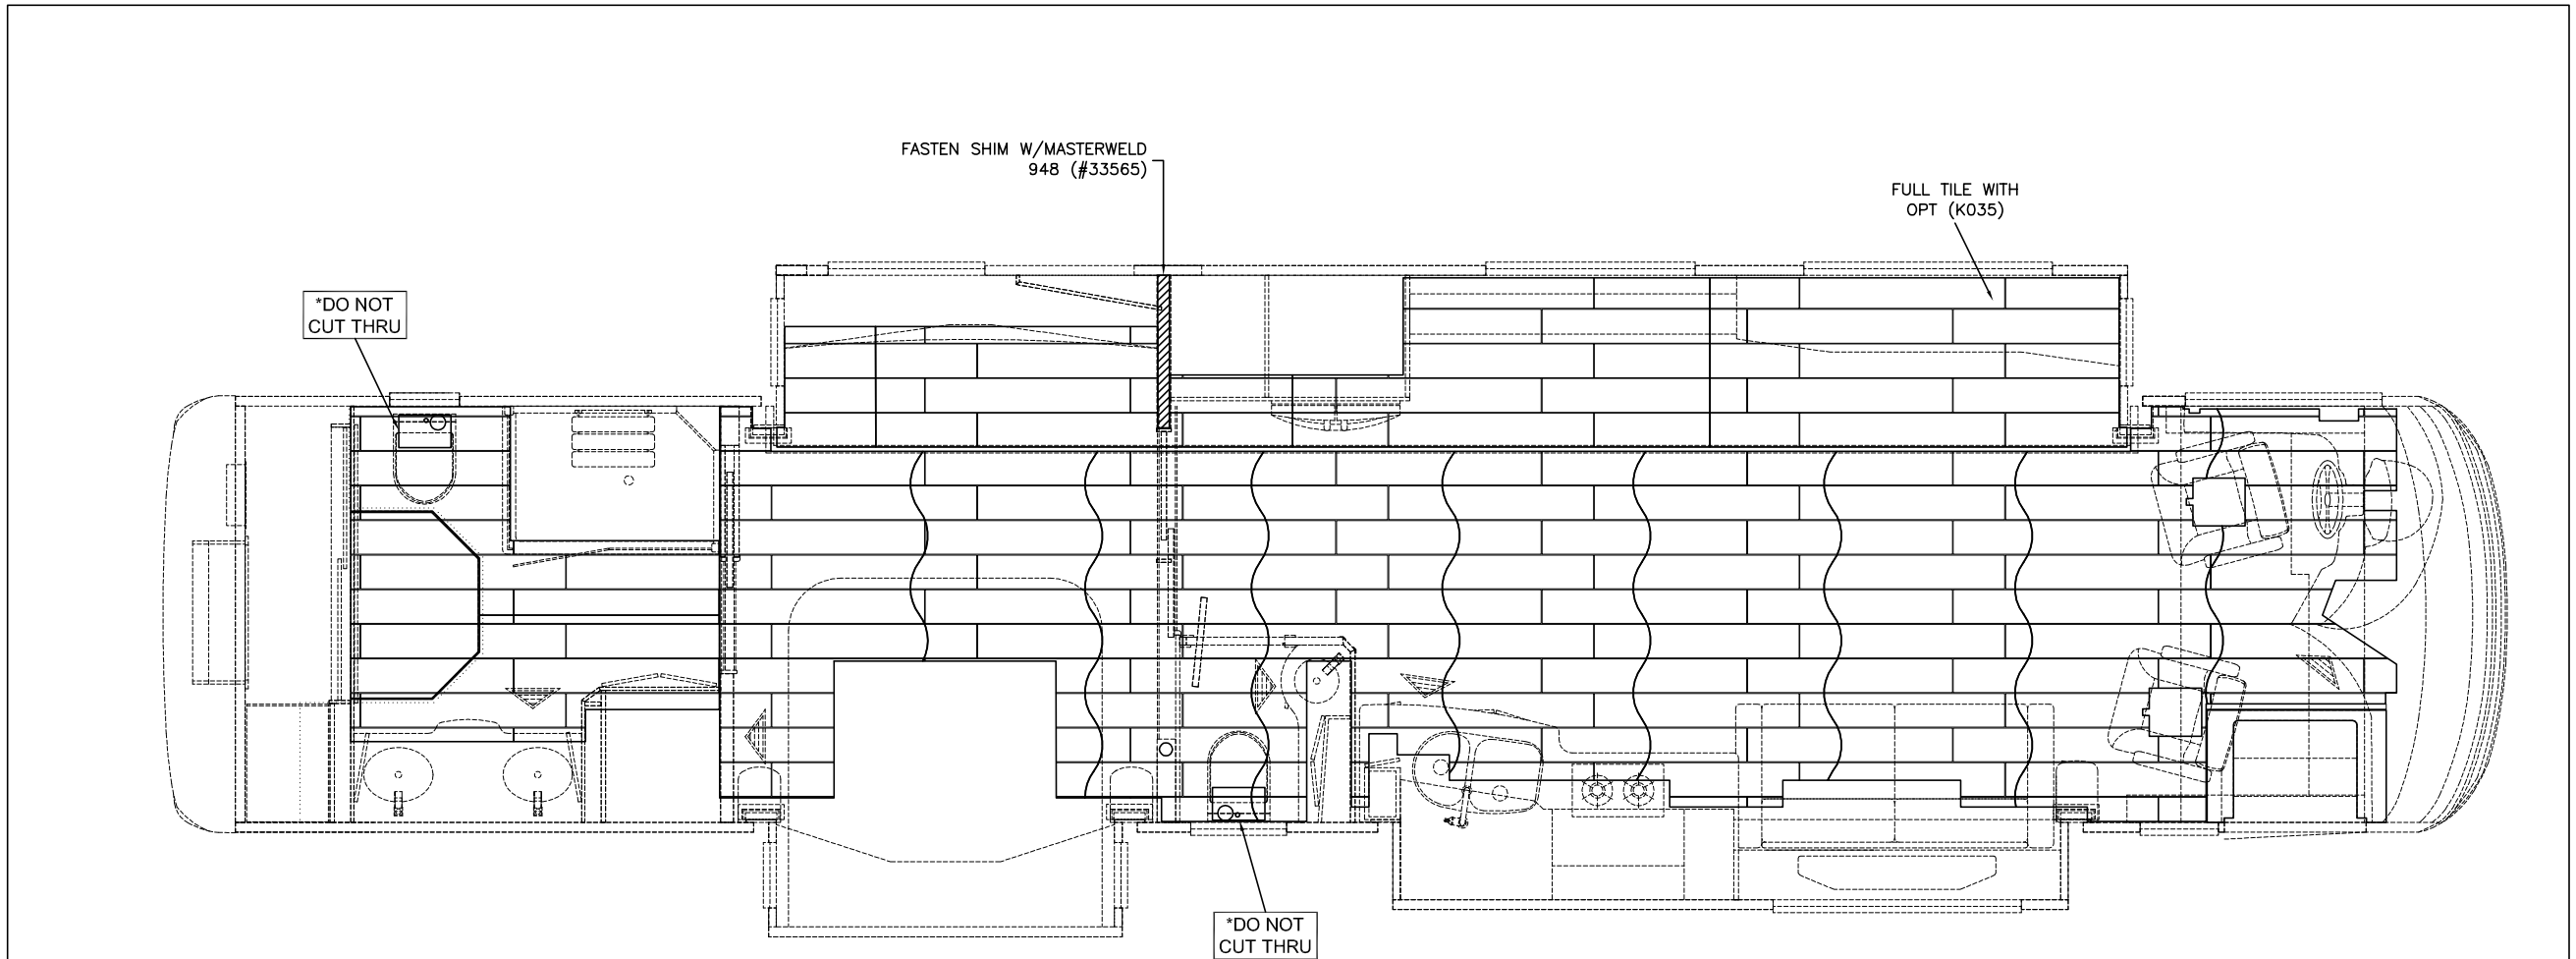 FASTEN SHIM W/MASTERWELD
948 (#33565)
FULL TILE WITH
OPT (K035)
*DO NOT
CUT THRU
*DO NOT
CUT THRU